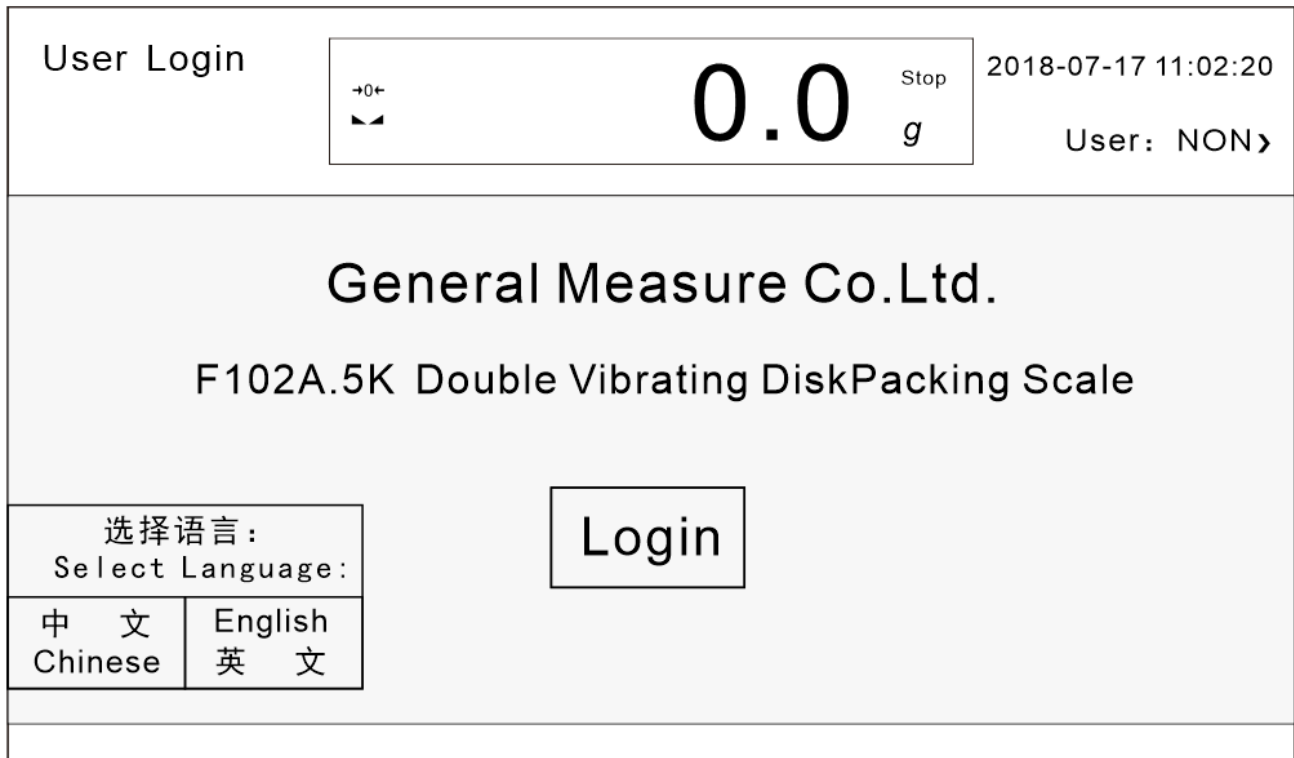 User Login
→0←
0.0
Stop
g
2018-07-17 11:02:20
User：NON❯
General Measure Co.Ltd.
F102A.5K Double Vibrating DiskPacking Scale
Login
选择语言：
Select Language:
中 文
Chinese
English
英 文